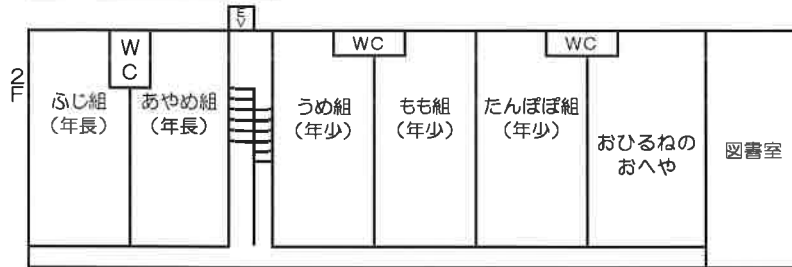 2F
EV
WC
ふじ組
(年長)
あやめ組
(年長)
WC
うめ組
(年少)
もも組
(年少)
WC
たんぽぽ組
(年少)
おひるねの
おへや
図書室